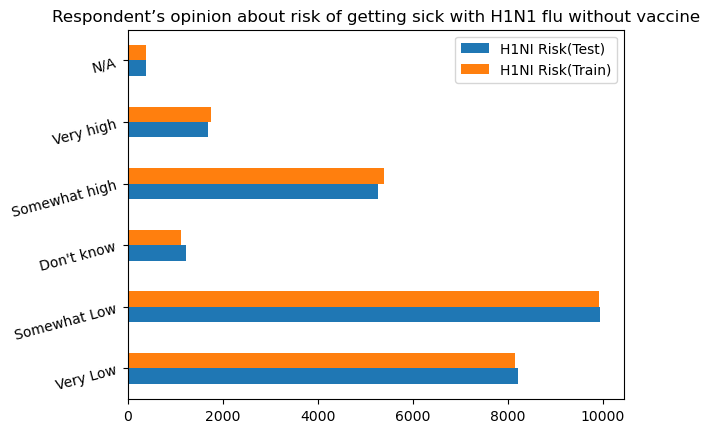 Respondent’s opinion about risk of getting sick with H1N1 flu without vaccine
H1NI Risk(Test)
H1NI Risk(Train)
N/A
Very high
Somewhat high
Don't know
Somewhat Low
Very Low
0 2000 4000 6000 8000 10000